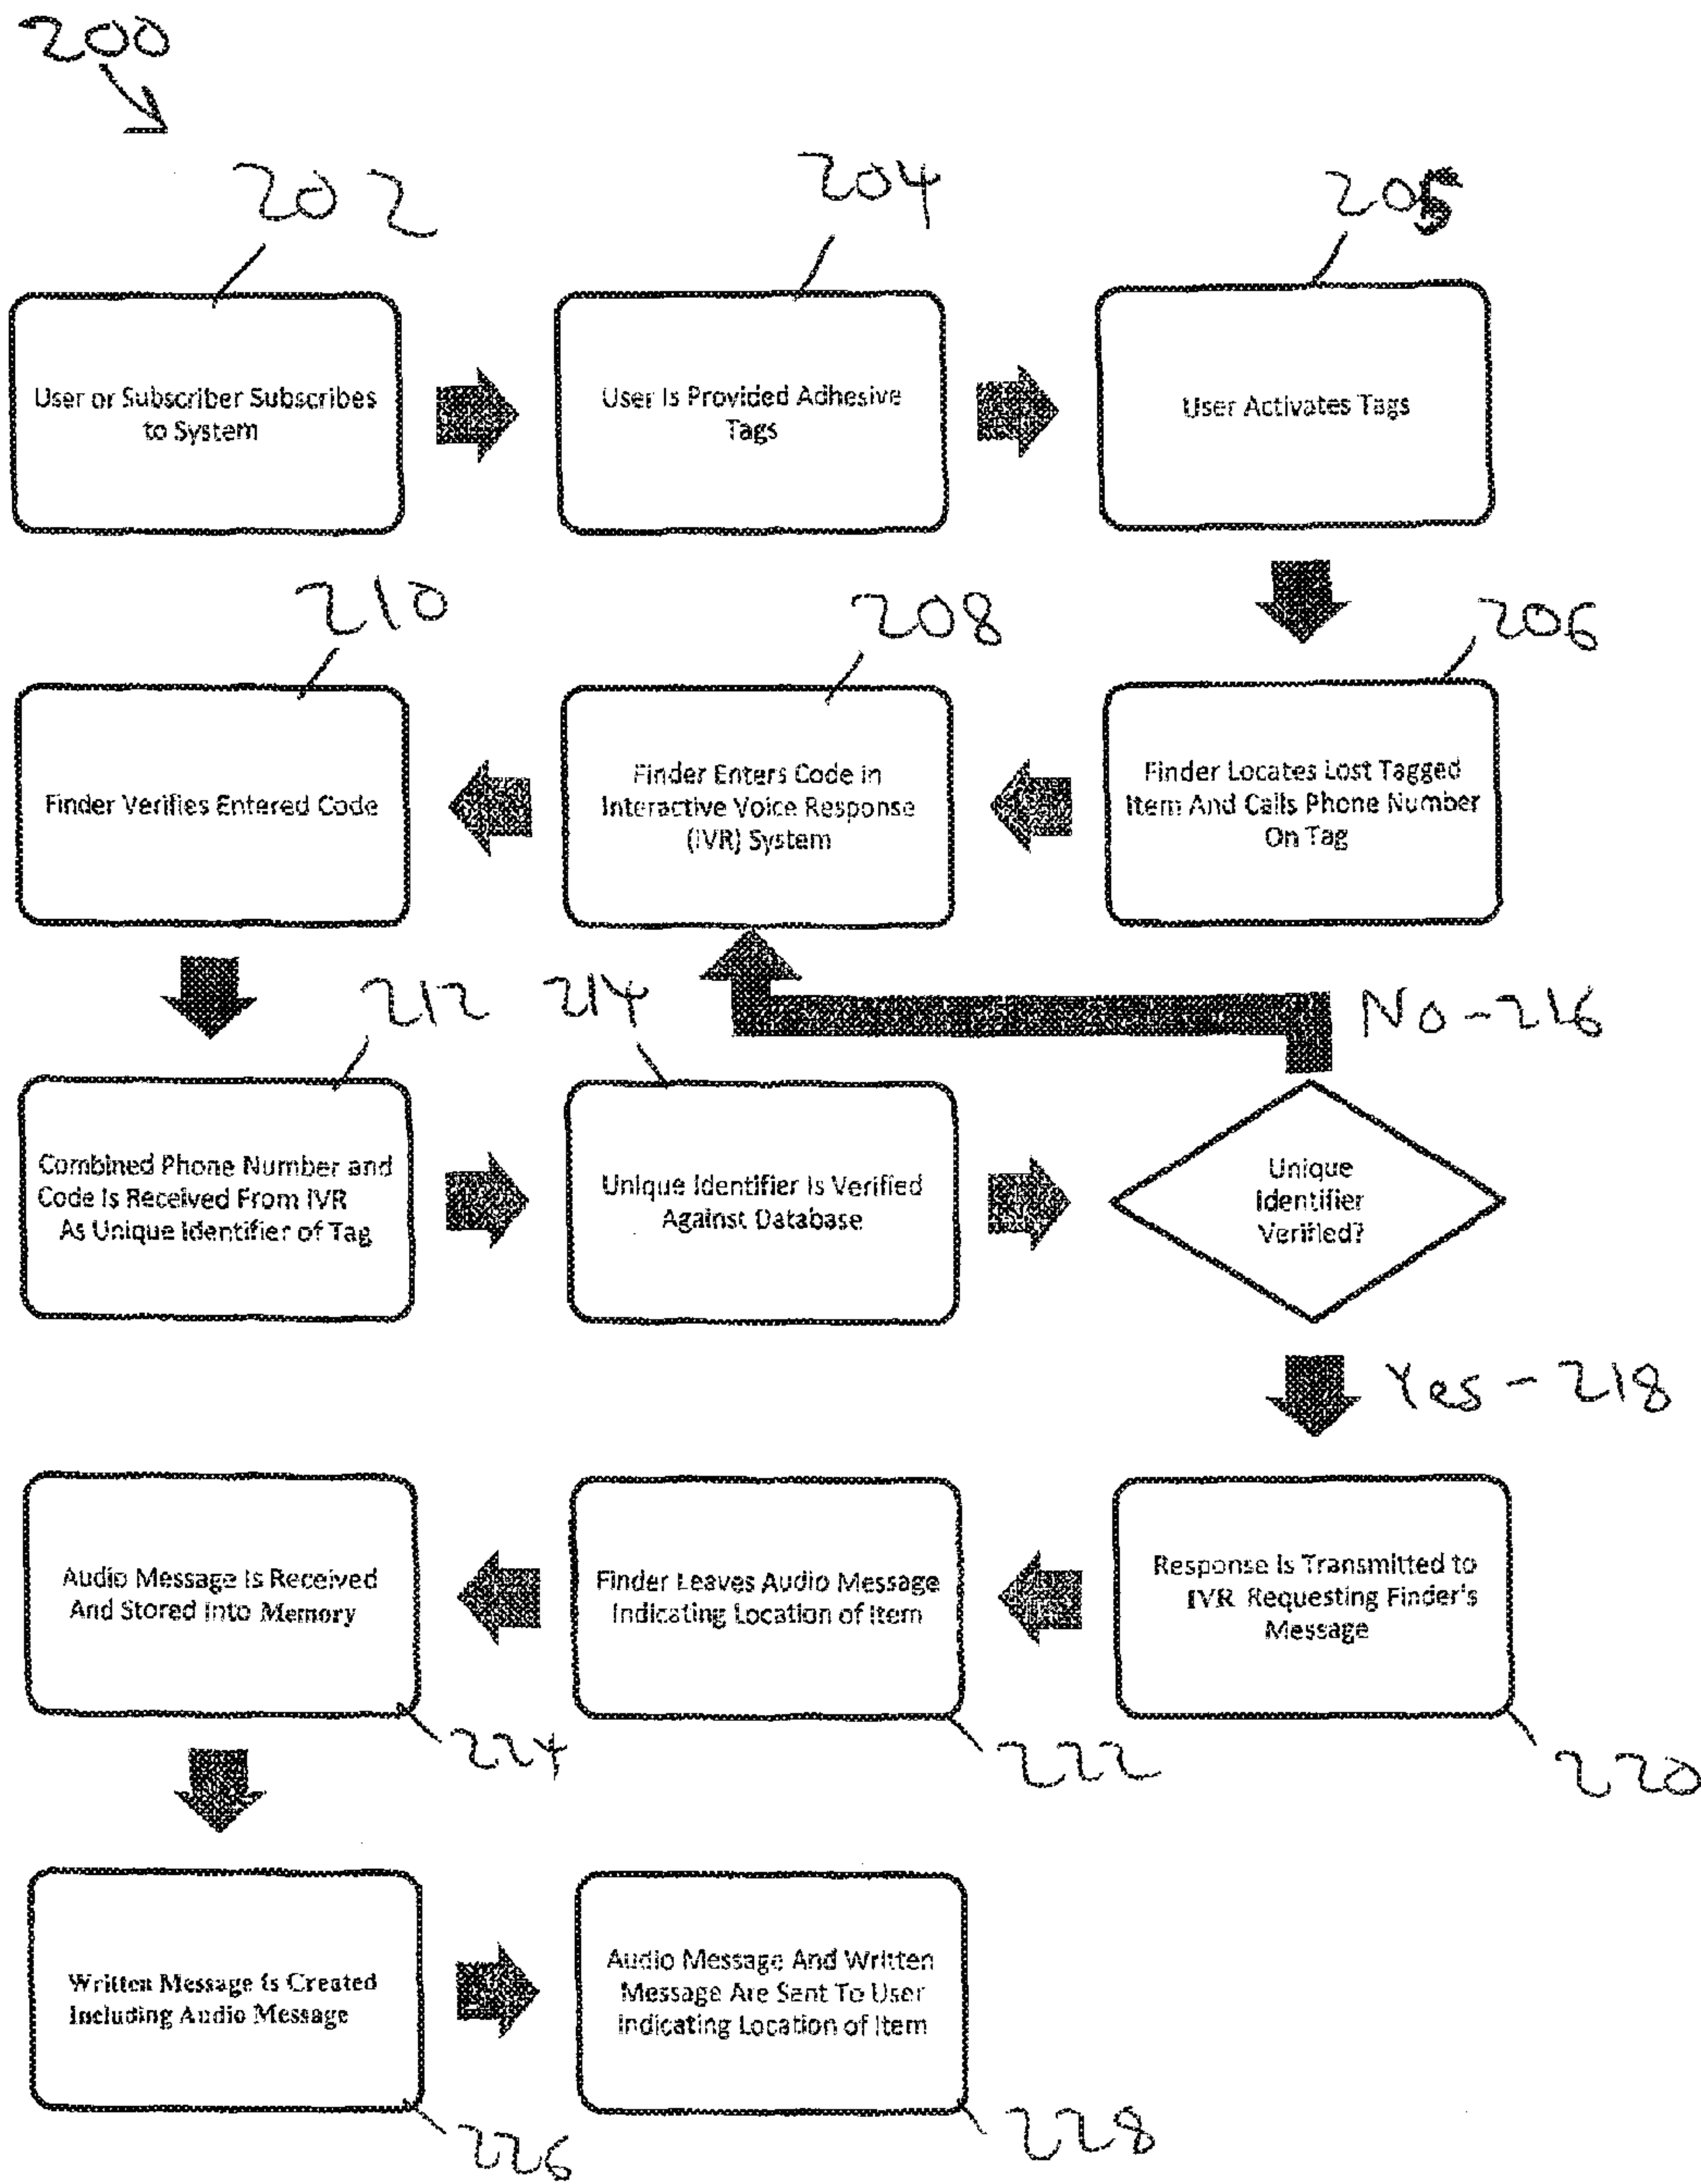 200
202
204
205
User or Subscriber Subscribes
to System
User Is Provided Adhesive
Tags
User Activates Tags
210
208
206
Finder Verifies Entered Code
Finder Enters Code in
Interactive Voice Response
(IVR) System
Finder Locates Lost Tagged
Item And Calls Phone Number
On Tag
212
214
No-216
Combined Phone Number and
Code Is Received From IVR
As Unique Identifier of Tag
Unique Identifier Is Verified
Against Database
Unique
Identifier
Verified?
Yes-218
Audio Message Is Received
And Stored Into Memory
Finder Leaves Audio Message
Indicating Location of Item
Response Is Transmitted to
IVR Requesting Finder's
Message
224
222
220
Written Message Is Created
Including Audio Message
Audio Message And Written
Message Are Sent To User
Indicating Location of Item
226
228